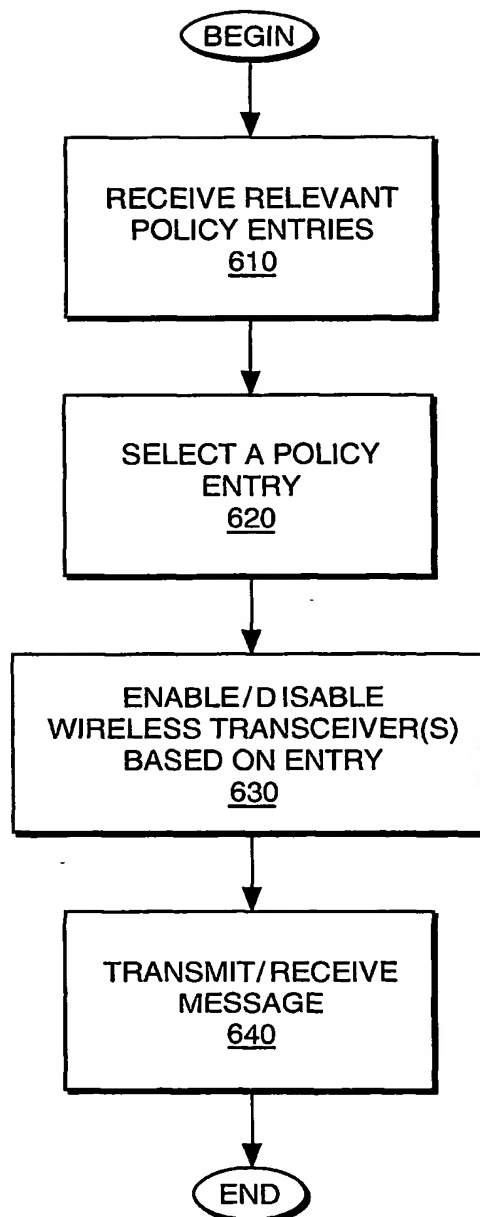 BEGIN
RECEIVE RELEVANT
POLICY ENTRIES
610
SELECT A POLICY
ENTRY
620
ENABLE/DISABLE
WIRELESS TRANSCEIVER(S)
BASED ON ENTRY
630
TRANSMIT/RECEIVE
MESSAGE
640
END